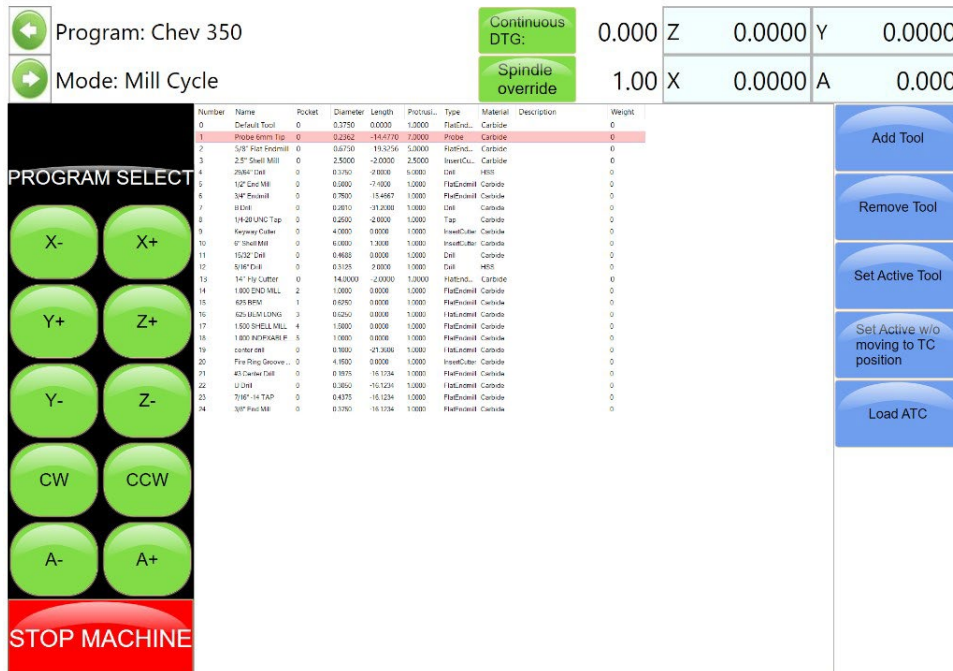 Program: Chev 350
Continuous DTG: 0.000 Z 0.0000 Y 0.0000
Mode: Mill Cycle
Spindle override 1.00 X 0.0000 A 0.000
PROGRAM SELECT
X- X+
Y+ Z+
Y- Z-
CW CCW
A- A+
STOP MACHINE
Number Name Pocket Diameter Length Protrusi... Type Material Description Weight
0 Default Tool 0 0.3750 0.0000 1.0000 FlatEnd... Carbide 0
1 Probe 6mm Tip 0 0.2362 -14.4770 7.0000 Probe Carbide 0
2 5/8" Flat Endmill 0 0.6750 -19.3256 5.0000 FlatEnd... Carbide 0
3 2.5" Shell Mill 0 2.5000 -2.0000 2.5000 InsertCu... Carbide 0
4 29/64" Drill 0 0.3750 -2.0000 5.0000 Drill HSS 0
5 1/2" End Mill 0 0.5000 -7.4000 1.0000 FlatEndmill Carbide 0
6 3/4" Endmill 0 0.7500 -15.4667 1.0000 FlatEndmill Carbide 0
7 B Drill 0 0.2010 -31.2000 1.0000 Drill Carbide 0
8 1/4-20 UNC Tap 0 0.2500 -2.0000 1.0000 Tap Carbide 0
9 Keyway Cutter 0 4.0000 0.0000 1.0000 InsertCutter Carbide 0
10 6" Shell Mill 0 6.0000 1.3000 1.0000 InsertCutter Carbide 0
11 15/32" Drill 0 0.4688 0.0000 1.0000 Drill Carbide 0
12 5/16" Drill 0 0.3125 2.0000 1.0000 Drill HSS 0
13 14" Fly Cutter 0 14.0000 -2.0000 1.0000 FlatEnd... Carbide 0
14 1.000 END MILL 2 1.0000 0.0000 1.0000 FlatEndmill Carbide 0
15 .625 BEM 1 0.6250 0.0000 1.0000 FlatEndmill Carbide 0
16 .625 BEM LONG 3 0.6250 0.0000 1.0000 FlatEndmill Carbide 0
17 1.500 SHELL MILL 4 1.5000 0.0000 1.0000 FlatEndmill Carbide 0
18 1.000 INDEXABLE 5 1.0000 0.0000 1.0000 FlatEndmill Carbide 0
19 center drill 0 0.1000 -21.3606 1.0000 FlatEndmill Carbide 0
20 Fire Ring Groove ... 0 4.1500 0.0000 1.0000 InsertCutter Carbide 0
21 #3 Center Drill 0 0.1875 -16.1234 1.0000 FlatEndmill Carbide 0
22 U Drill 0 0.3850 -16.1234 1.0000 FlatEndmill Carbide 0
23 7/16"-14 TAP 0 0.4375 -16.1234 1.0000 FlatEndmill Carbide 0
24 3/8" End Mill 0 0.3750 -16.1234 1.0000 FlatEndmill Carbide 0
Add Tool
Remove Tool
Set Active Tool
Set Active w/o
moving to TC
position
Load ATC